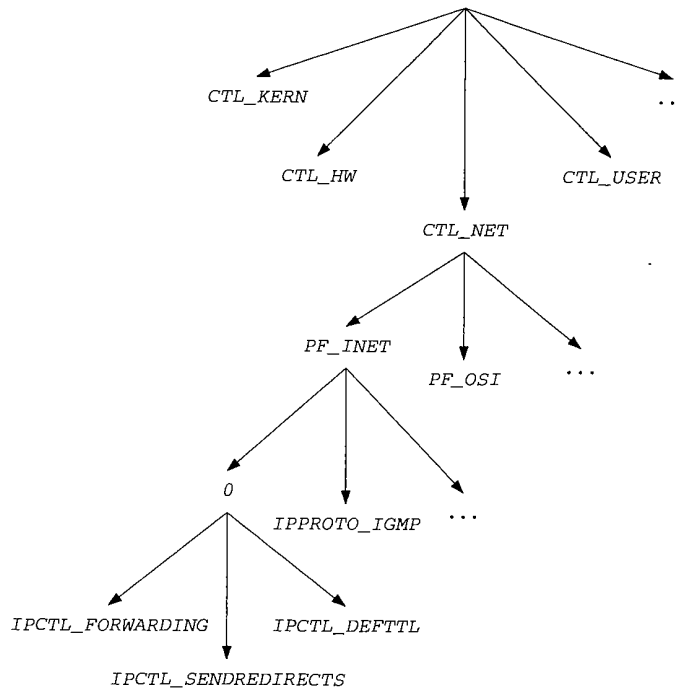 CTL_KERN
..
CTL_HW
CTL_USER
CTL_NET
PF_INET
PF_OSI
...
0
IPPROTO_IGMP
...
IPCTL_FORWARDING
IPCTL_DEFTTL
IPCTL_SENDREDIRECTS